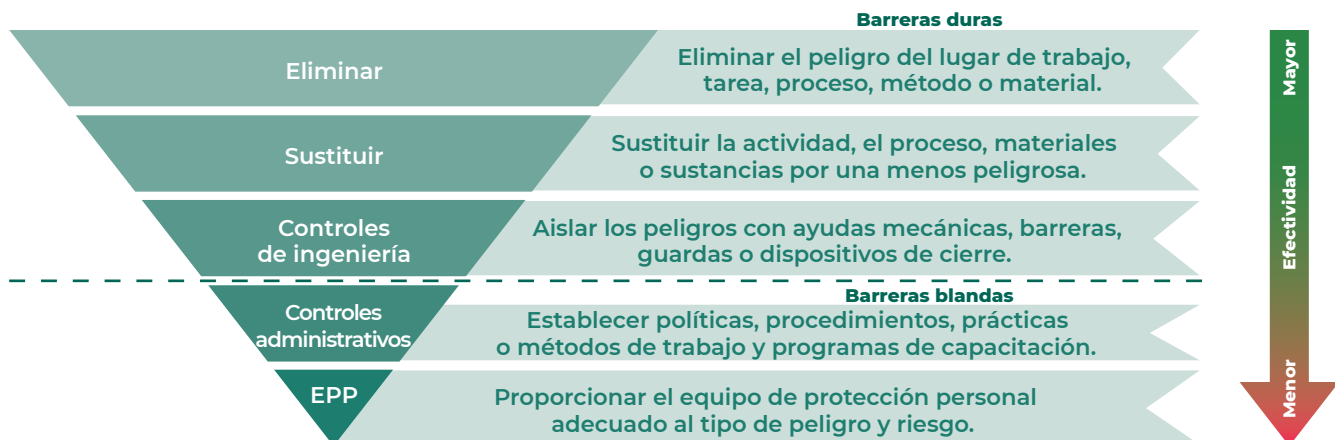 Barreras duras
Eliminar
Eliminar el peligro del lugar de trabajo,
tarea, proceso, método o material.
Sustituir
Sustituir la actividad, el proceso, materiales
o sustancias por una menos peligrosa.
Controles
de ingeniería
Aislar los peligros con ayudas mecánicas, barreras,
guardas o dispositivos de cierre.
Barreras blandas
Controles
administrativos
Establecer políticas, procedimientos, prácticas
o métodos de trabajo y programas de capacitación.
EPP
Proporcionar el equipo de protección personal
adecuado al tipo de peligro y riesgo.
Mayor
Efectividad
Menor